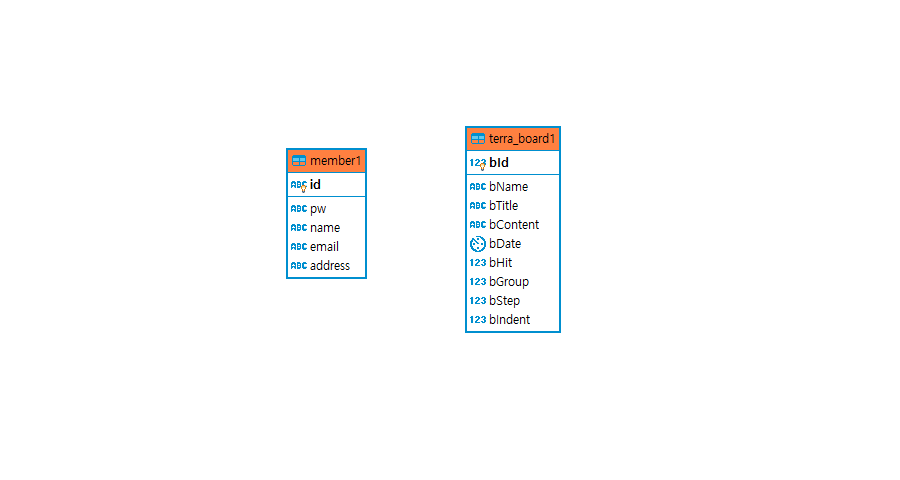 member1
ABC id
ABC pw
ABC name
ABC email
ABC address
terra_board1
123 bId
ABC bName
ABC bTitle
ABC bContent
bDate
123 bHit
123 bGroup
123 bStep
123 bIndent